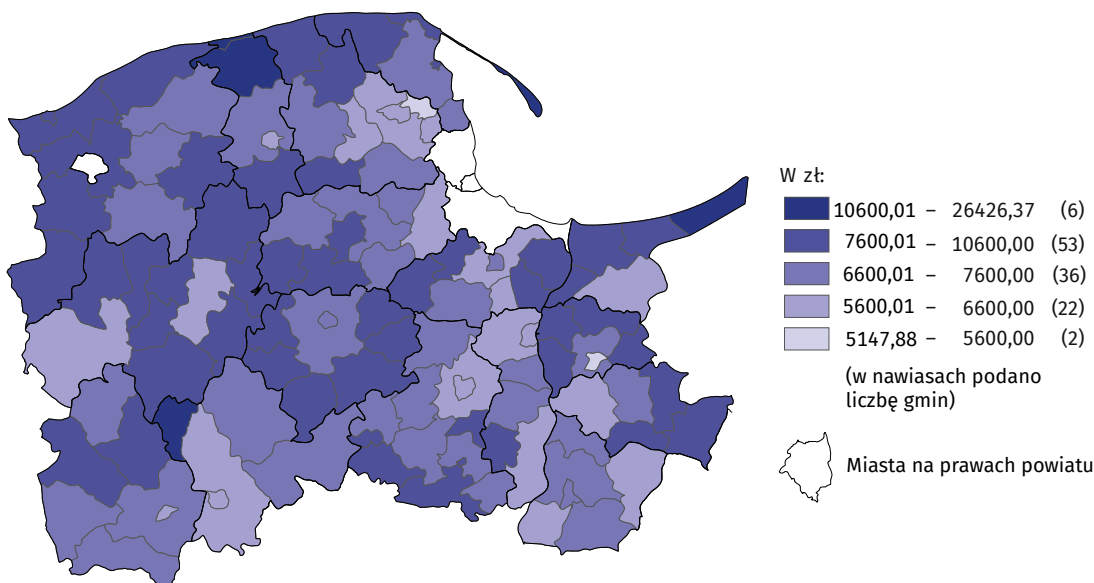 W zł:
10600,01 – 26426,37 (6)
7600,01 – 10600,00 (53)
6600,01 – 7600,00 (36)
5600,01 – 6600,00 (22)
5147,88 – 5600,00 (2)
(w nawiasach podano
liczbę gmin)
Miasta na prawach powiatu